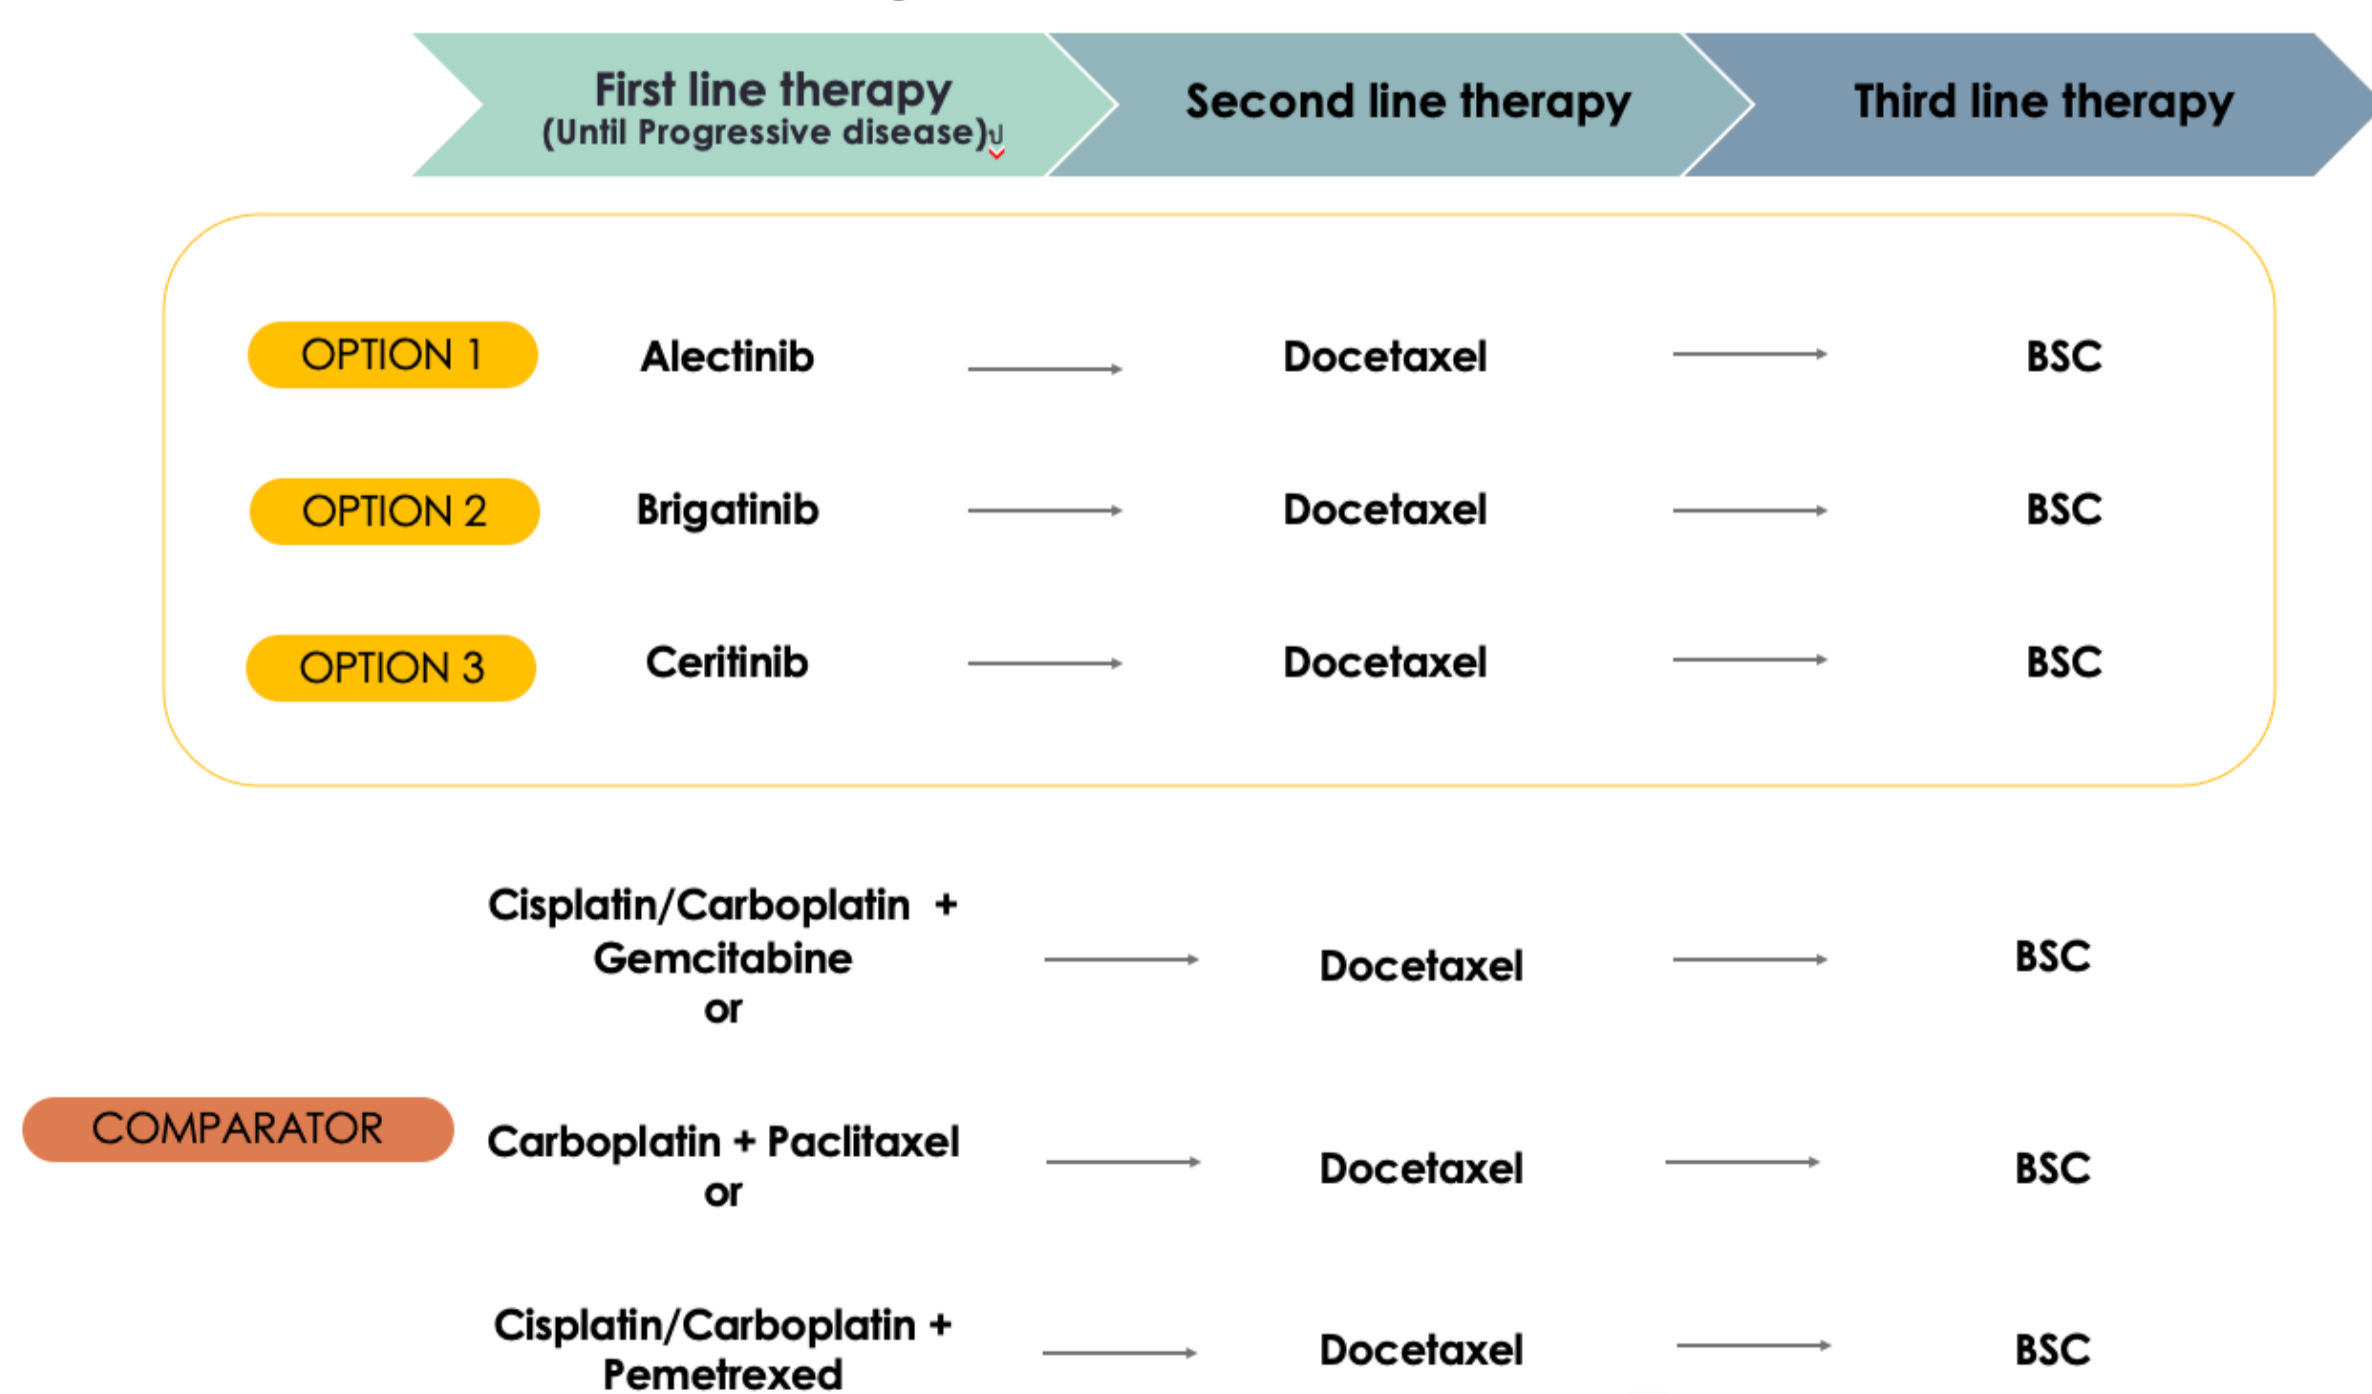 First line therapy
(Until Progressive disease)ป
Second line therapy
Third line therapy
OPTION 1
Alectinib
Docetaxel
BSC
OPTION 2
Brigatinib
Docetaxel
BSC
OPTION 3
Ceritinib
Docetaxel
BSC
Cisplatin/Carboplatin +
Gemcitabine
or
Docetaxel
BSC
COMPARATOR
Carboplatin + Paclitaxel
or
Docetaxel
BSC
Cisplatin/Carboplatin +
Pemetrexed
Docetaxel
BSC